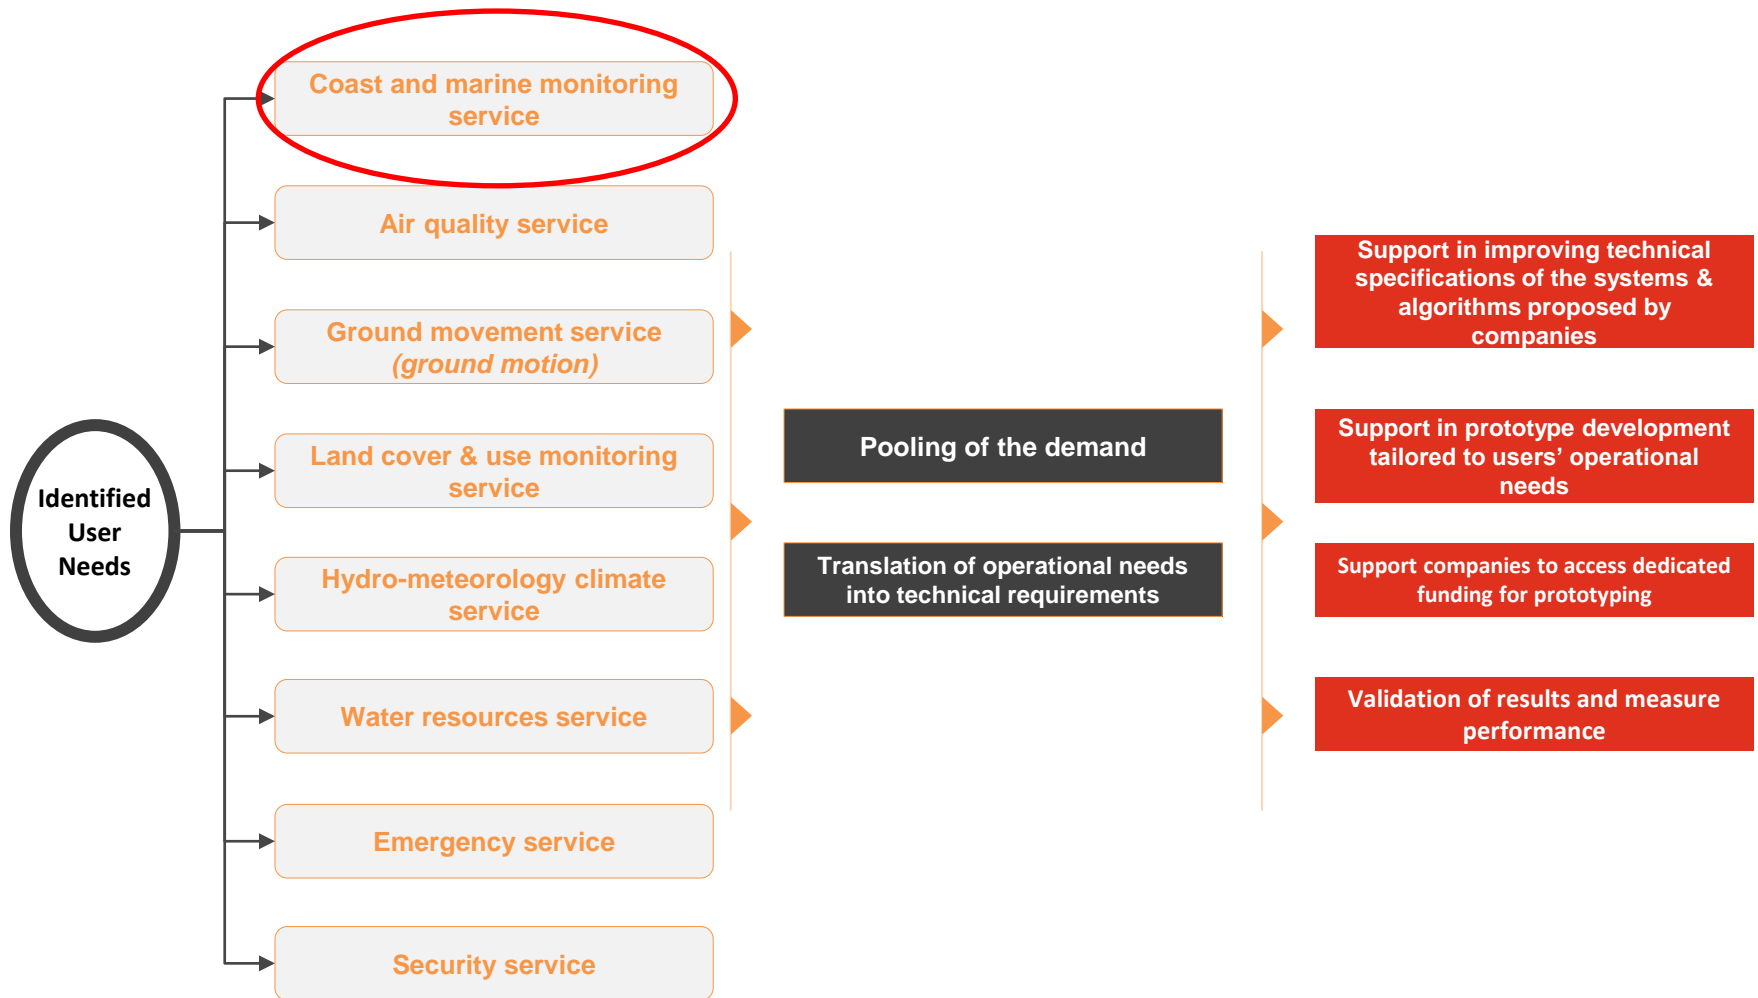 Identified
User
Needs
Coast and marine monitoring
service
Air quality service
Ground movement service
(ground motion)
Land cover & use monitoring
service
Hydro-meteorology climate
service
Water resources service
Emergency service
Security service
Pooling of the demand
Translation of operational needs
into technical requirements
Support in improving technical
specifications of the systems &
algorithms proposed by
companies
Support in prototype development
tailored to users’ operational
needs
Support companies to access dedicated
funding for prototyping
Validation of results and measure
performance